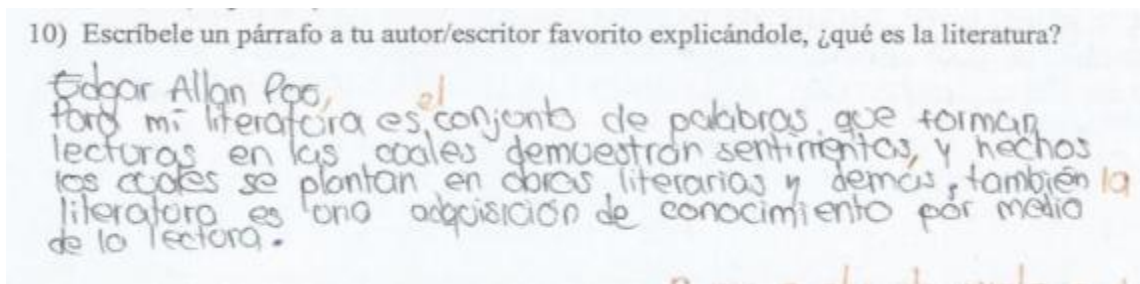 10) Escríbele un párrafo a tu autor/escritor favorito explicándole, ¿qué es la literatura?
Edgar Allan Poe,
Para mi literatura es el conjunto de palabras que forman
lecturas en las cuales demuestran sentimientos, y hechos
los cuales se plantan en obras literarias y demás, también la
literatura es una adquisición de conocimiento por medio
de la lectura.